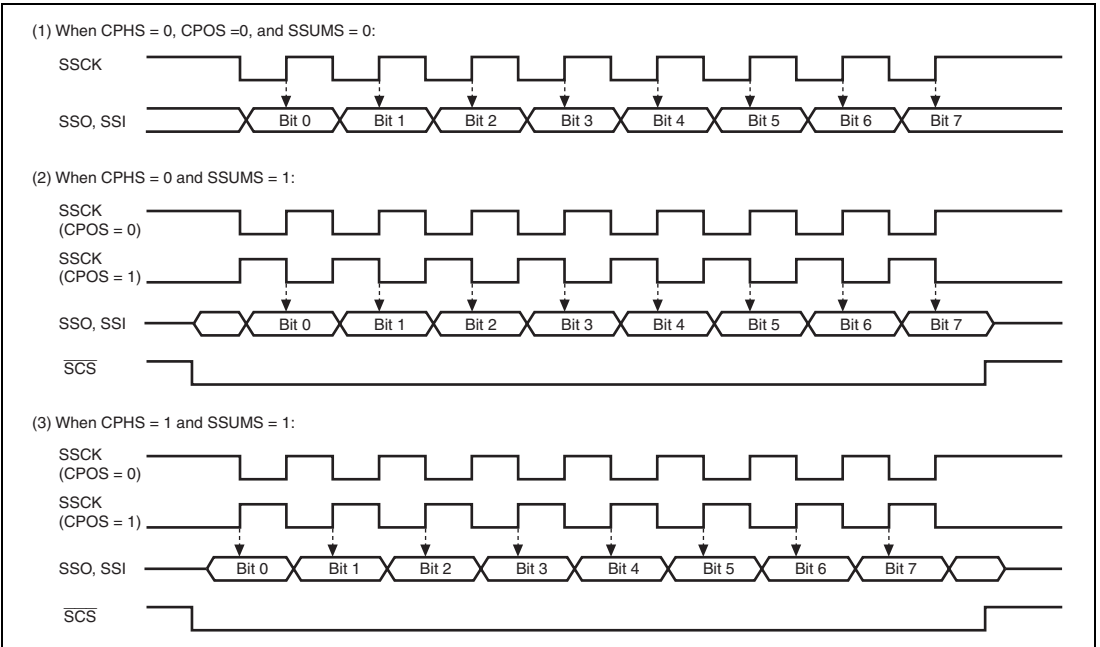 (1) When CPHS = 0, CPOS =0, and SSUMS = 0:
SSCK
SSO, SSI
Bit 0 Bit 1 Bit 2 Bit 3 Bit 4 Bit 5 Bit 6 Bit 7
(2) When CPHS = 0 and SSUMS = 1:
SSCK
(CPOS = 0)
SSCK
(CPOS = 1)
SSO, SSI
Bit 0 Bit 1 Bit 2 Bit 3 Bit 4 Bit 5 Bit 6 Bit 7
SCS
(3) When CPHS = 1 and SSUMS = 1:
SSCK
(CPOS = 0)
SSCK
(CPOS = 1)
SSO, SSI
Bit 0 Bit 1 Bit 2 Bit 3 Bit 4 Bit 5 Bit 6 Bit 7
SCS